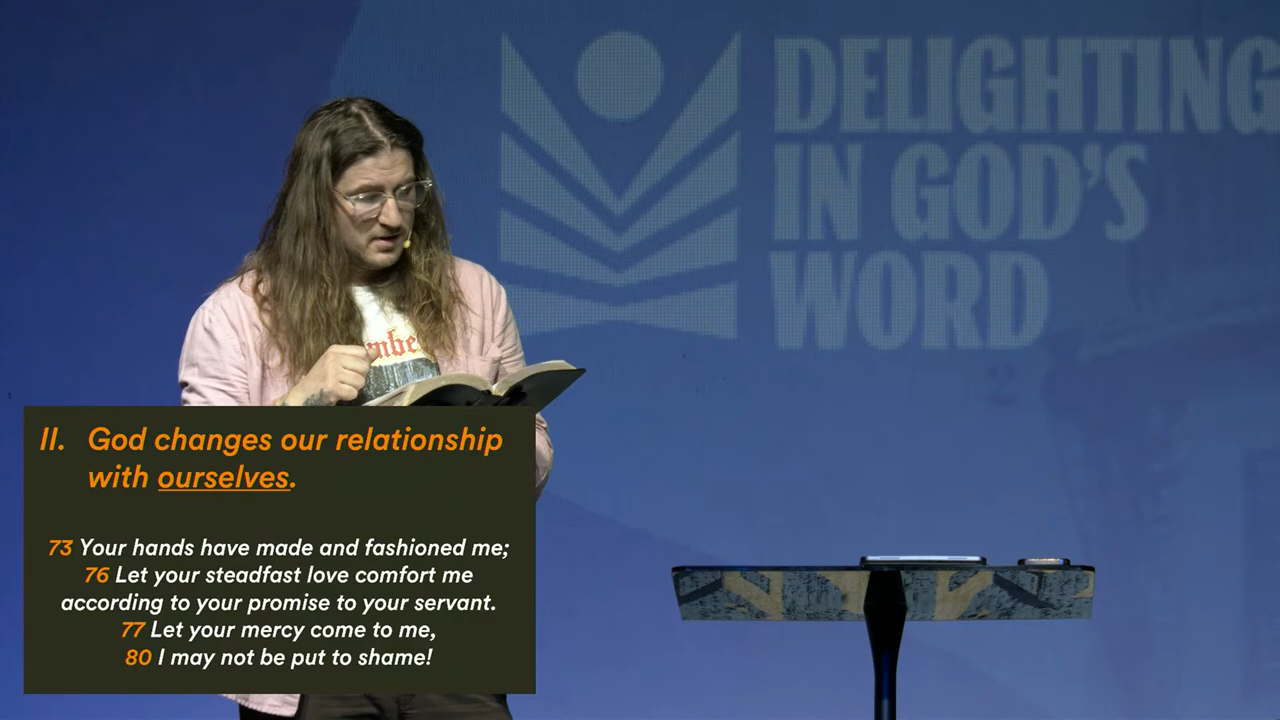 DELIGHTING
IN GOD'S
WORD
II. God changes our relationship
with ourselves.
73 Your hands have made and fashioned me;
76 Let your steadfast love comfort me
according to your promise to your servant.
77 Let your mercy come to me,
80 I may not be put to shame!